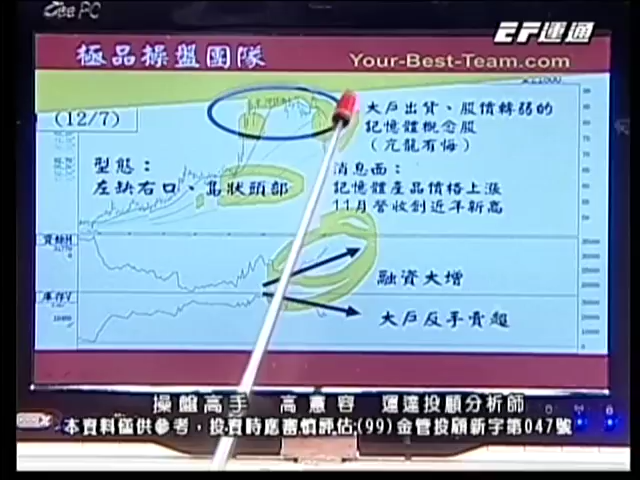 Eee PC
EF運通
極品操盤團隊
Your-Best-Team.com
(12/7)
大戶出貨、股價轉弱的
記憶體概念股
(亢龍有悔)
型態：
左缺右口、島狀頭部
消息面：
記憶體產品價格上漲
11月營收創近年新高
融資大增
大戶反手賣超
操盤高手 高憲容 運達投顧分析師
本資料僅供參考，投資時應審慎評估(99)金管投顧新字第047號